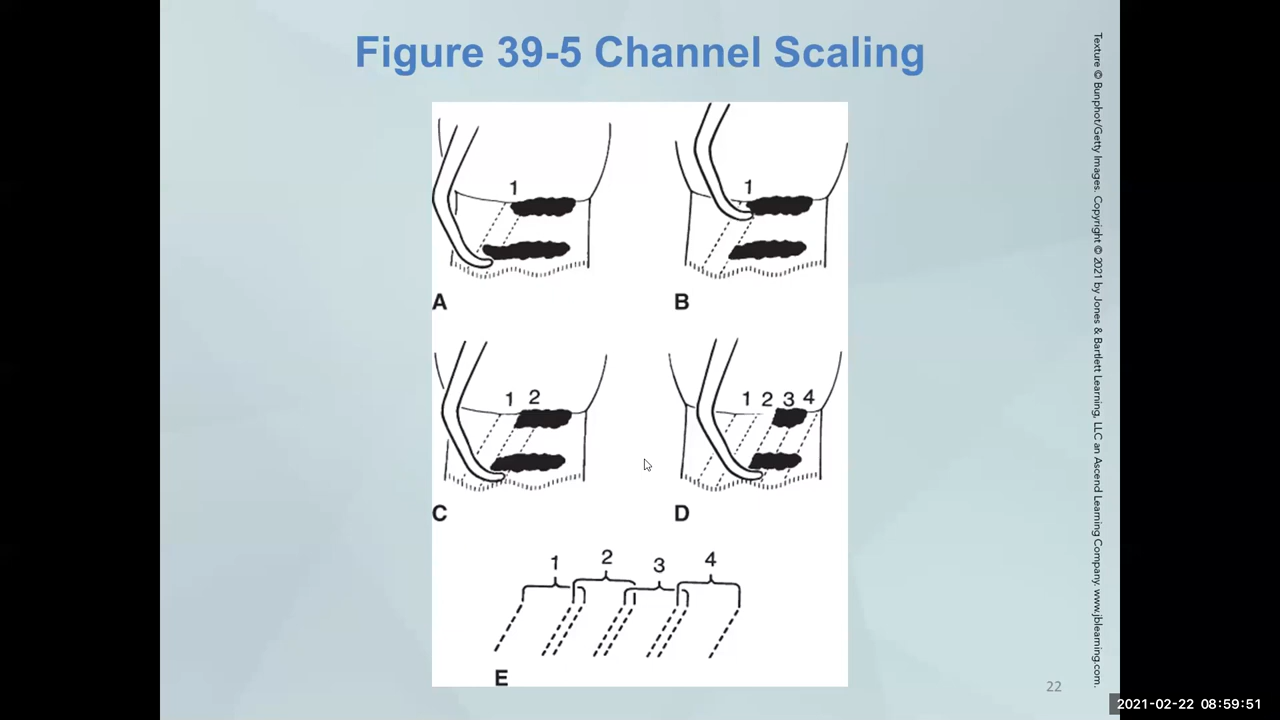 Figure 39-5 Channel Scaling
1
1
A
B
1 2
1 2 3 4
C
D
1
2
3
4
E
Texture © Bunphot/Getty Images. Copyright © 2021 by Jones & Bartlett Learning, LLC an Ascend Learning Company. www.jblearning.com.
22
2021-02-22 08:59:51